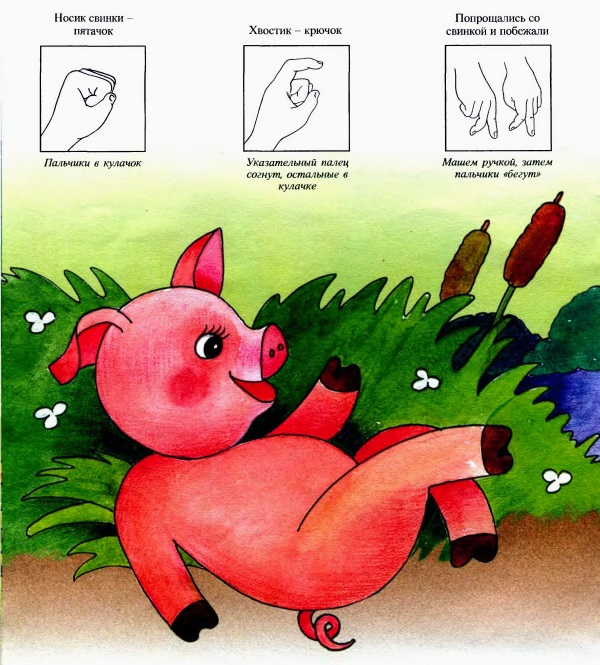 Носик свинки –
пятачок
Пальчики в кулачок
Хвостик – крючок
Указательный палец
согнут, остальные в
кулачке
Попрощались со
свинкой и побежали
Машем ручкой, затем
пальчики «бегут»